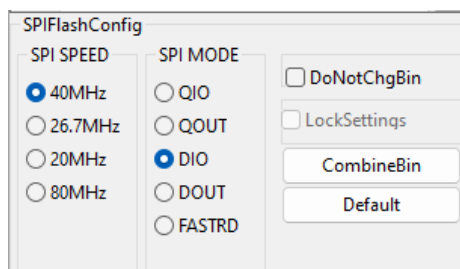 SPIFlashConfig
SPI SPEED
40MHz
26.7MHz
20MHz
80MHz
SPI MODE
QIO
QOUT
DIO
DOUT
FASTRD
DoNotChgBin
LockSettings
CombineBin
Default